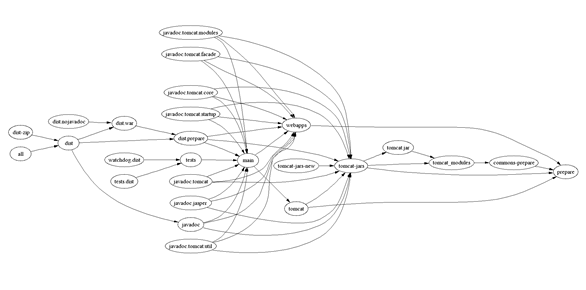 javadoc.tomcat.modules
javadoc.tomcat.facade
javadoc.tomcat.core
javadoc.tomcat.startup
dist.nojavadoc
dist.war
webapps
dist-zip
dist
dist.prepare
tomcat.jar
all
watchdog.dist
tests
main
tomcat-jars-new
tomcat-jars
tomcat_modules
commons-prepare
prepare
tests.dist
javadoc.tomcat
javadoc.jasper
tomcat
javadoc
javadoc.tomcat.util